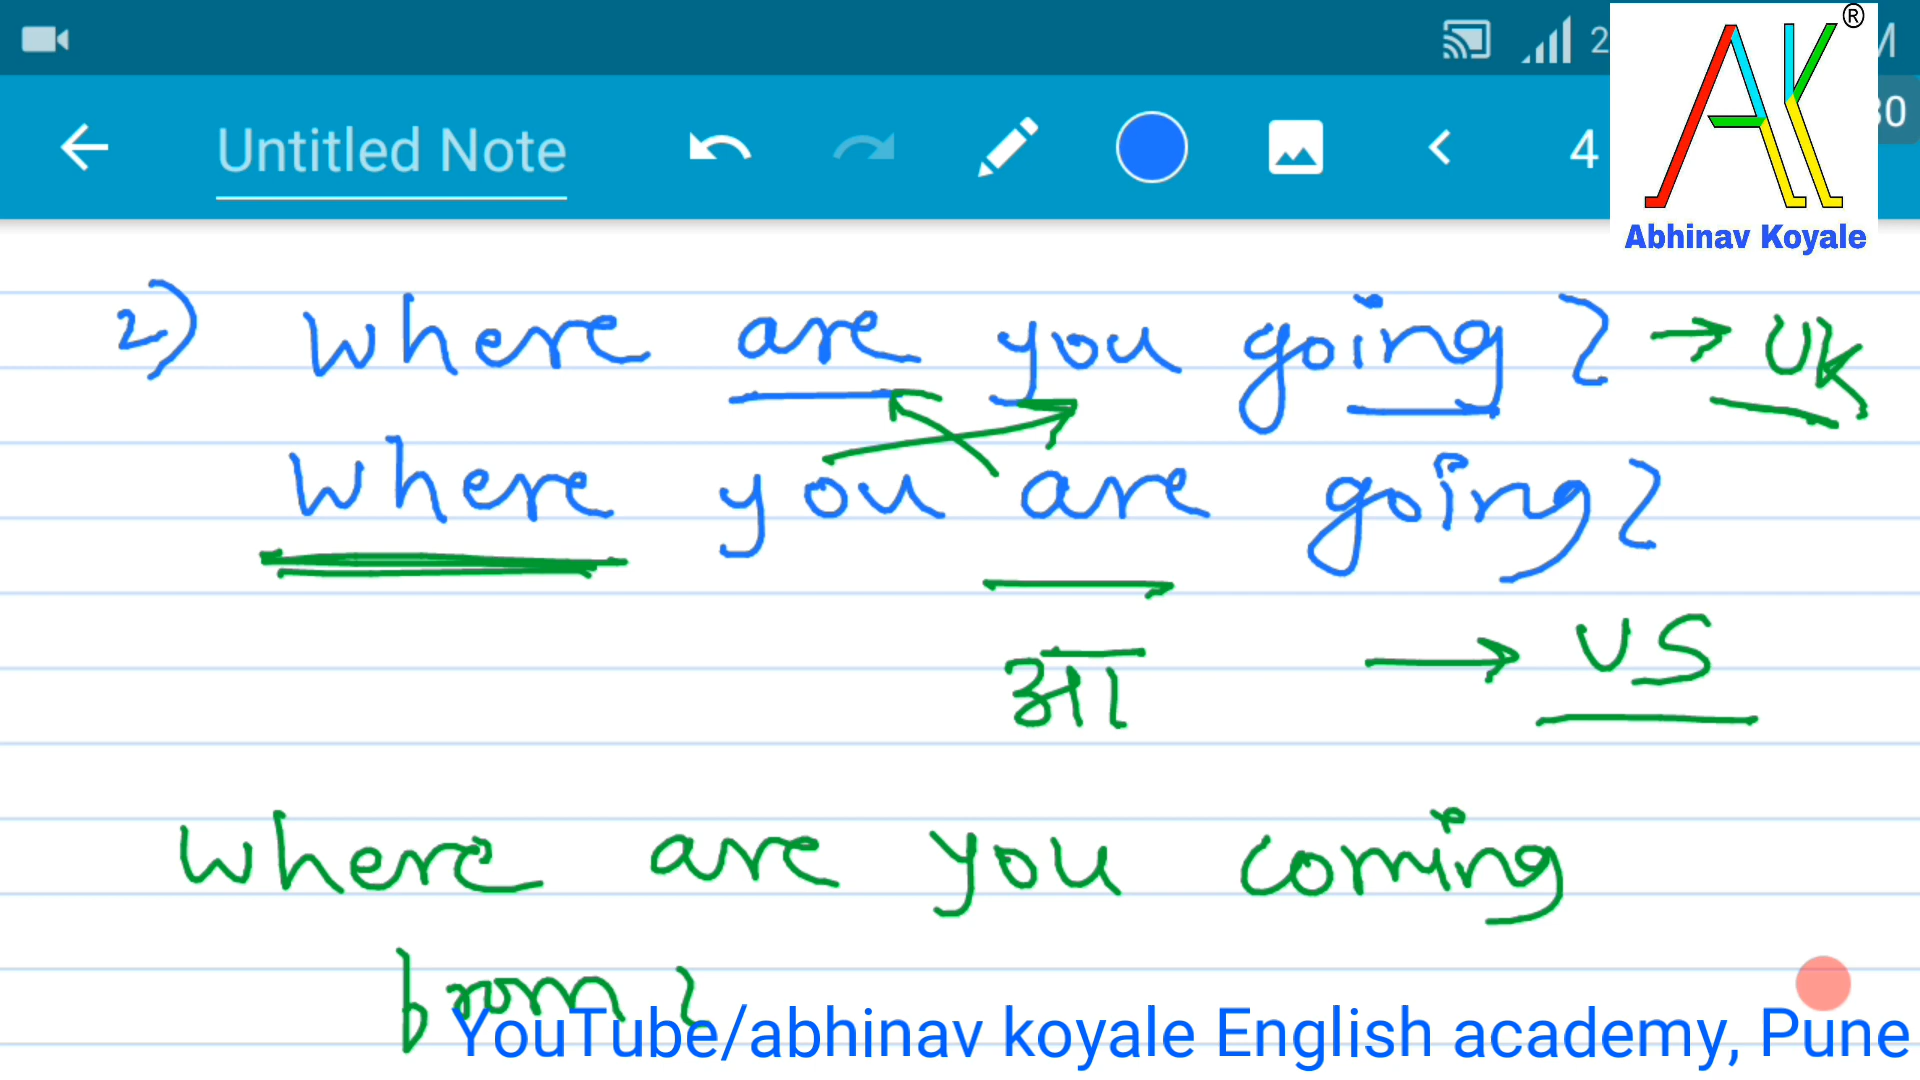 Untitled Note
4
®
Abhinav Koyale
2) where are you going? → UK
where you are going?
आ → US
where are you coming
from?
YouTube/abhinav koyale English academy, Pune